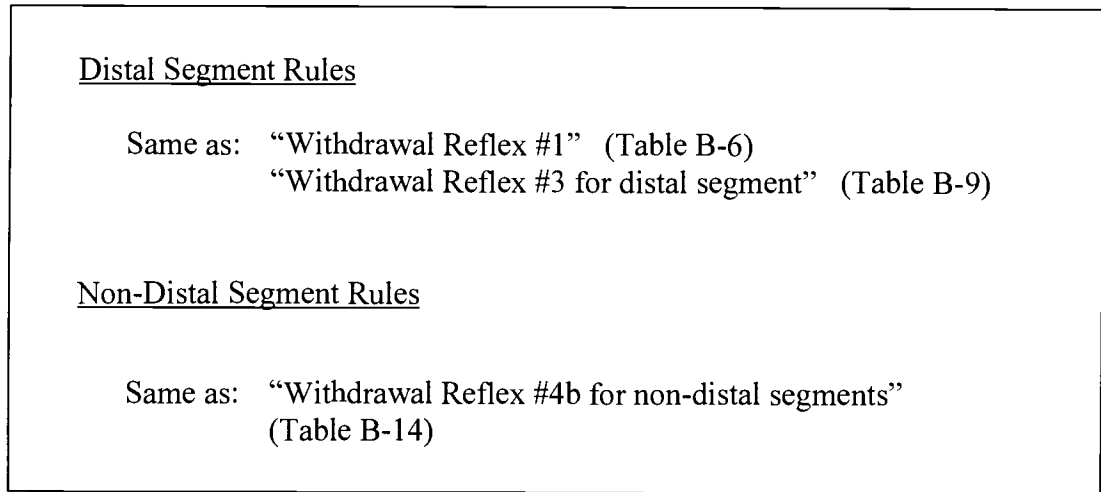 Distal Segment Rules
Same as: “Withdrawal Reflex #1” (Table B-6)
“Withdrawal Reflex #3 for distal segment” (Table B-9)
Non-Distal Segment Rules
Same as: “Withdrawal Reflex #4b for non-distal segments”
(Table B-14)